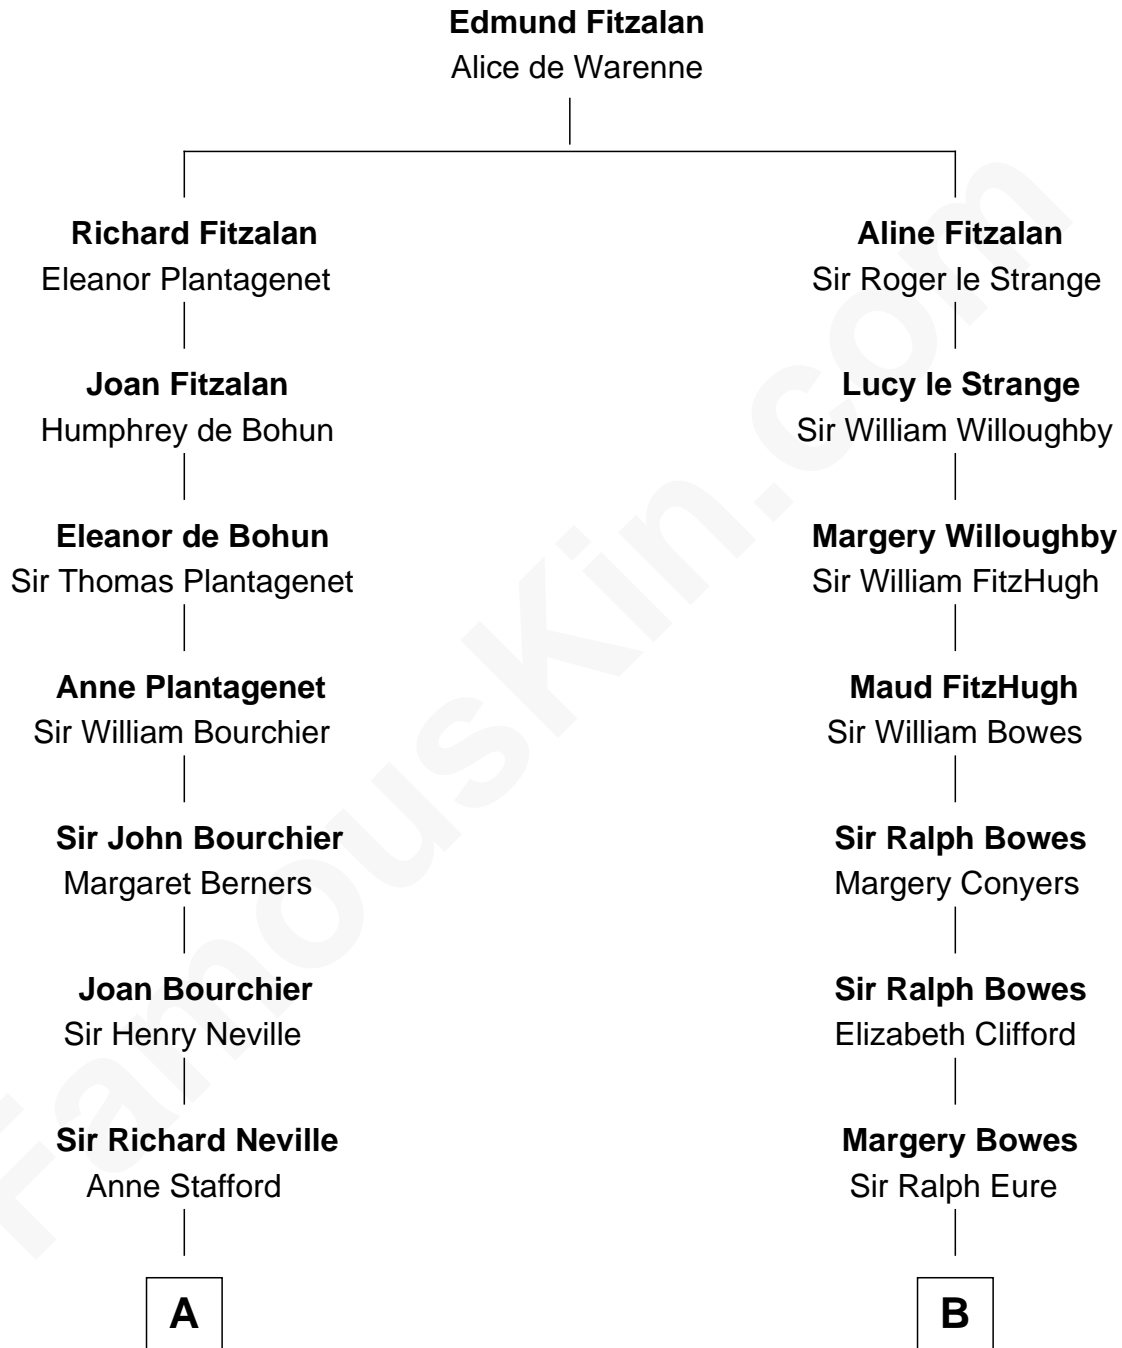 Edmund Fitzalan
Alice de Warenne
Richard Fitzalan
Eleanor Plantagenet
Aline Fitzalan
Sir Roger le Strange
Joan Fitzalan
Humphrey de Bohun
Lucy le Strange
Sir William Willoughby
Eleanor de Bohun
Sir Thomas Plantagenet
Margery Willoughby
Sir William FitzHugh
Anne Plantagenet
Sir William Bourchier
Maud FitzHugh
Sir William Bowes
Sir John Bourchier
Margaret Berners
Sir Ralph Bowes
Margery Conyers
Joan Bourchier
Sir Henry Neville
Sir Ralph Bowes
Elizabeth Clifford
Sir Richard Neville
Anne Stafford
Margery Bowes
Sir Ralph Eure
A
B
FamousKin.com